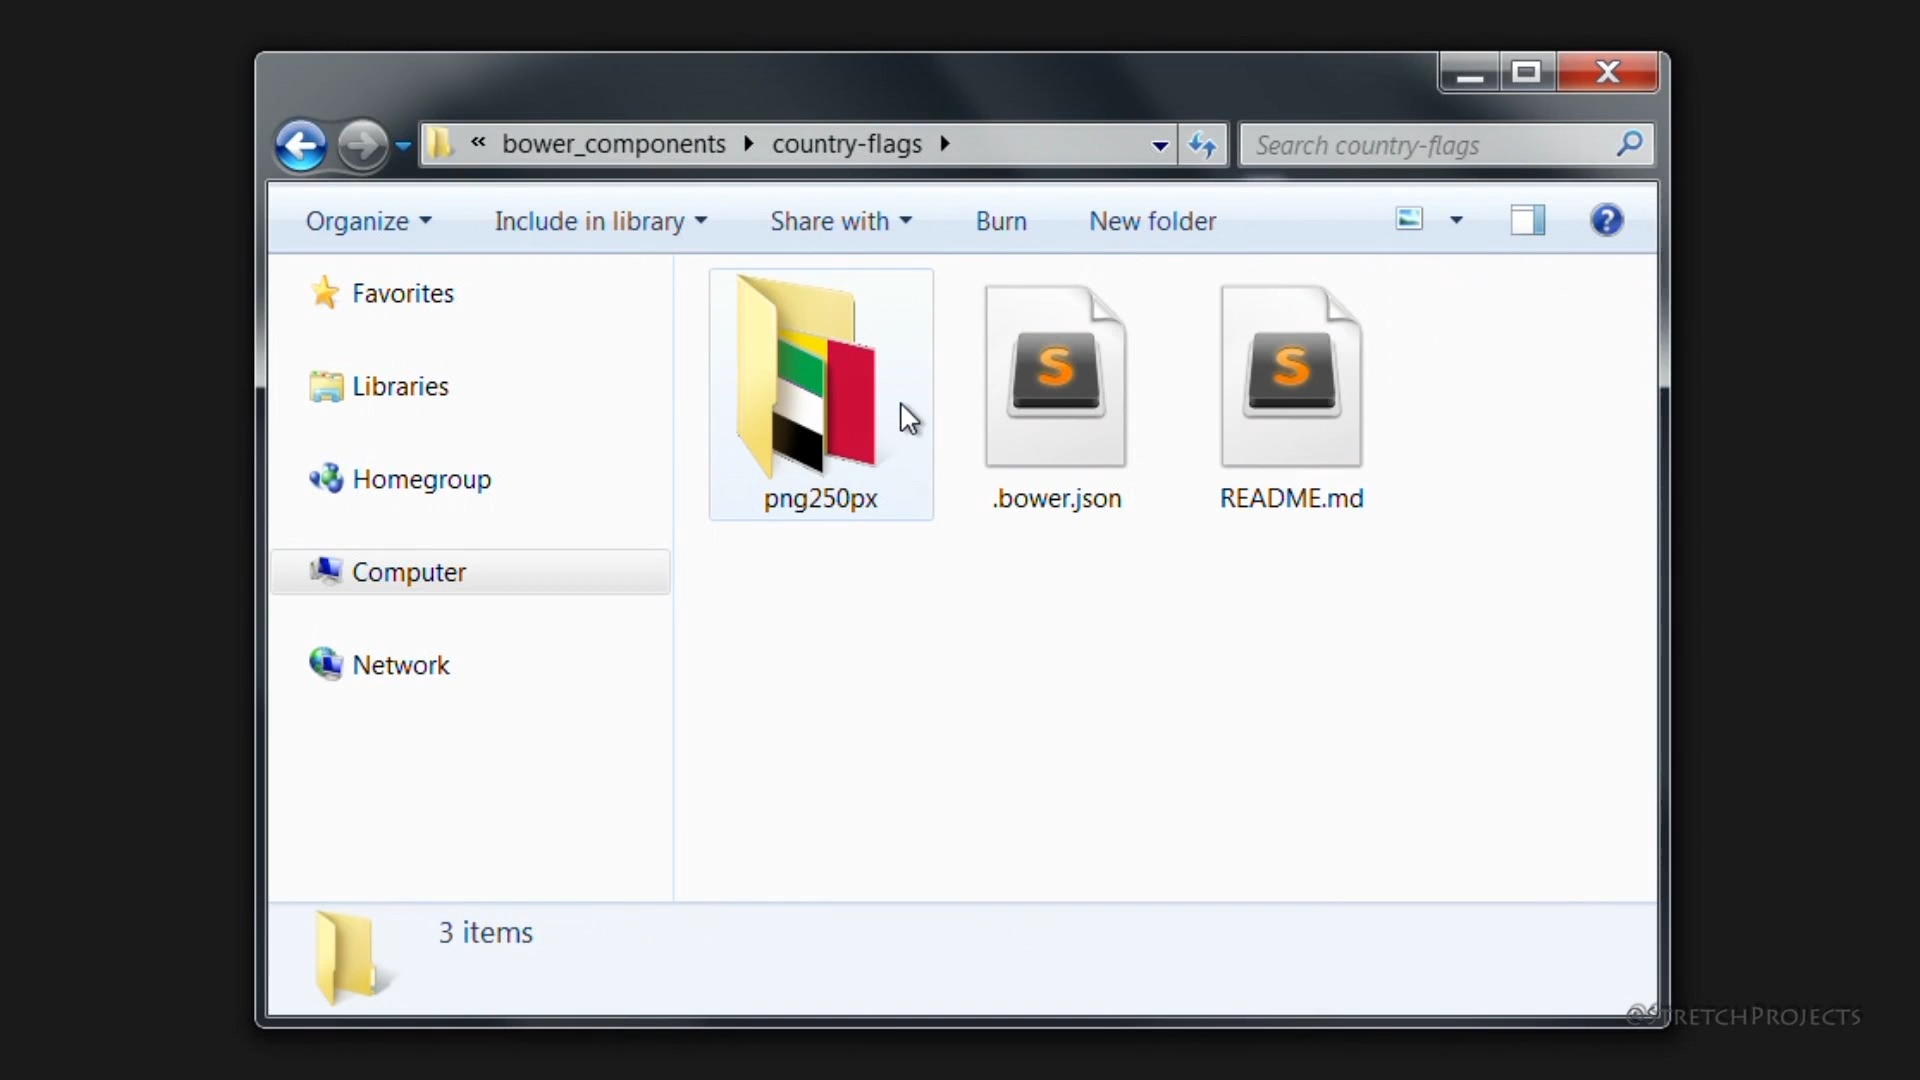 « bower_components country-flags
Search country-flags
Organize Include in library Share with Burn New folder
Favorites
Libraries
Homegroup
Computer
Network
S
png250px
S
.bower.json
README.md
3 items
@StretchProjects